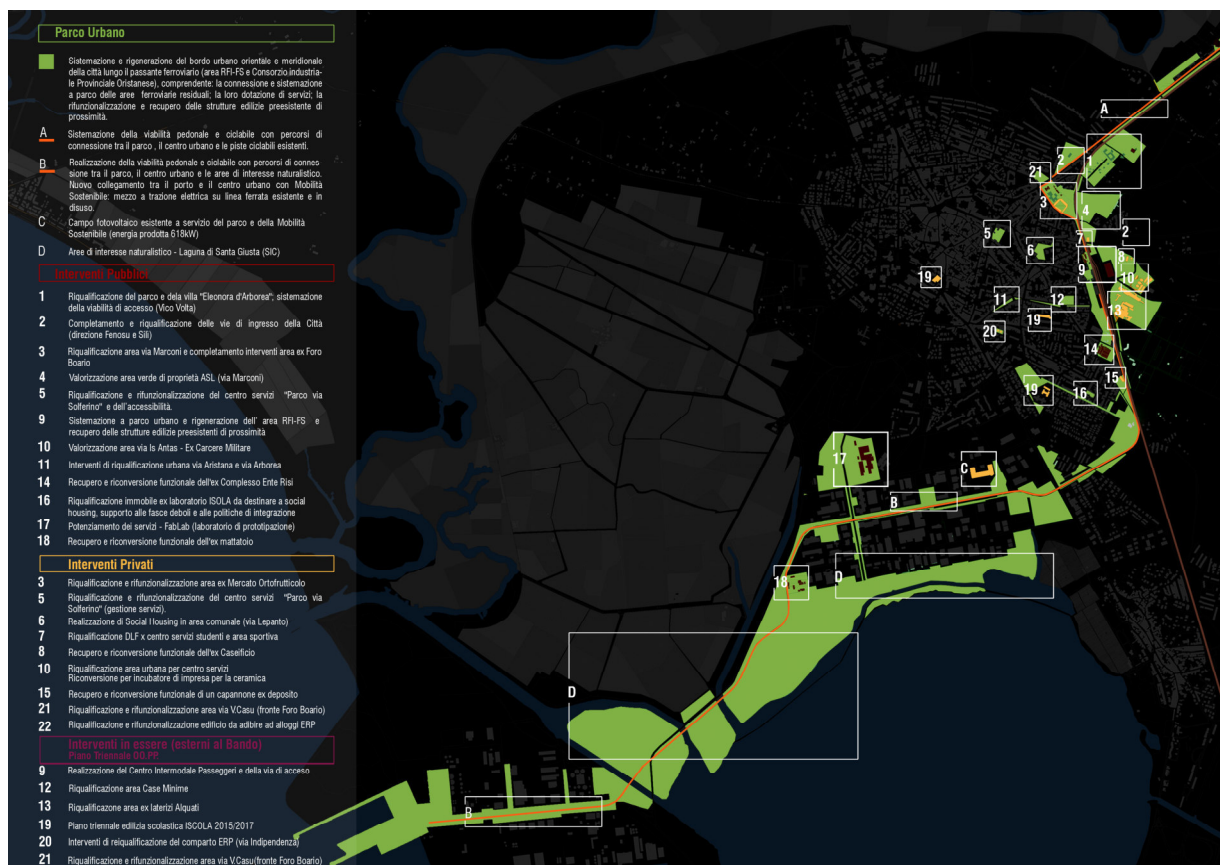 Parco Urbano
Sistemazione e rigenerazione del bordo urbano orientale e meridionale
della città lungo il passante ferroviario (area RFI-FS e Consorzio industria-
le Provinciale Oristanese), comprendente: la connessione e sistemazione
a parco delle aree ferroviarie residuali; la loro dotazione di servizi; la
rifunzionalizzazione e recupero delle strutture edilizie preesistente di
prossimità.
A Sistemazione della viabilità pedonale e ciclabile con percorsi di
connessione tra il parco , il centro urbano e le piste ciclabili esistenti.
B Realizzazione della viabilità pedonale e ciclabile con percorsi di connes
sione tra il parco, il centro urbano e le aree di interesse naturalistico.
Nuovo collegamento tra il porto e il centro urbano con Mobilità
Sostenibile: mezzo a trazione elettrica su linea ferrata esistente e in
disuso.
C Campo fotovoltaico esistente a servizio del parco e della Mobilità
Sostenibile (energia prodotta 618kW)
D Aree di interesse naturalistico - Laguna di Santa Giusta (SIC)
Interventi Pubblici
1 Riqualificazione del parco e dela villa "Eleonora d'Arborea"; sistemazione
della viabilità di accesso (Vico Volta)
2 Completamento e riqualificazione delle vie di ingresso della Città
(direzione Fenosu e Sili)
3 Riqualificazione area via Marconi e completamento interventi area ex Foro
Boario
4 Valorizzazione area verde di proprietà ASL (via Marconi)
5 Riqualificazione e rifunzionalizzazione del centro servizi "Parco via
Solferino" e dell'accessibilità.
9 Sistemazione a parco urbano e rigenerazione dell' area RFI-FS e
recupero delle strutture edilizie preesistenti di prossimità
10 Valorizzazione area via Is Antas - Ex Carcere Militare
11 Interventi di riqualificazione urbana via Aristana e via Arborea
14 Recupero e riconversione funzionale dell'ex Complesso Ente Risi
16 Riqualificazione immobile ex laboratorio ISOLA da destinare a social
housing, supporto alle fasce deboli e alle politiche di integrazione
17 Potenziamento dei servizi - FabLab (laboratorio di prototipazione)
18 Recupero e riconversione funzionale dell'ex mattatoio
Interventi Privati
3 Riqualificazione e rifunzionalizzazione area ex Mercato Ortofrutticolo
5 Riqualificazione e rifunzionalizzazione del centro servizi "Parco via
Solferino" (gestione servizi).
6 Realizzazione di Social Housing in area comunale (via Lepanto)
7 Riqualificazione DLF x centro servizi studenti e area sportiva
8 Recupero e riconversione funzionale dell'ex Caseificio
10 Riqualificazione area urbana per centro servizi
Riconversione per incubatore di impresa per la ceramica
15 Recupero e riconversione funzionale di un capannone ex deposito
21 Riqualificazione e rifunzionalizzazione area via V.Casu (fronte Foro Boario)
22 Riqualificazione e rifunzionalizzazione edificio da adibire ad alloggi ERP
Interventi in essere (esterni al Bando)
Piano Triennale OO.PP.
9 Realizzazione del Centro Intermodale Passeggeri e della via di acceso
12 Riqualificazione area Case Minime
13 Riqualificazone area ex laterizi Alquati
19 Piano triennale edilizia scolastica ISCOLA 2015/2017
20 Interventi di reiqualificazione del comparto ERP (via Indipendenza)
21 Riqualificazione e rifunzionalizzazione area via V.Casu(fronte Foro Boario)
A
2
1
21
3
4
5
7
2
6
8
9
10
19
11
12
13
19
20
14
15
19
16
17
C
B
D
18
D
B